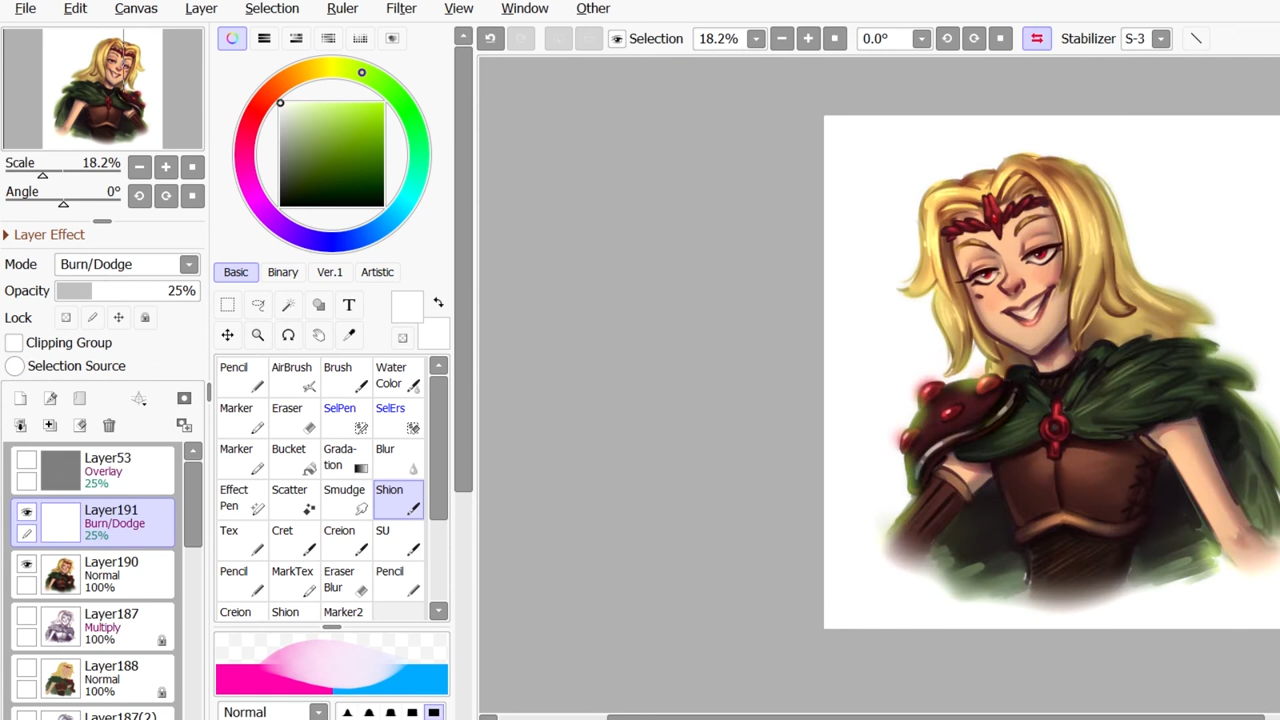 File Edit Canvas Layer Selection Ruler Filter View Window Other
Selection 18.2% 0.0° Stabilizer S-3
Scale 18.2%
Angle 0°
Layer Effect
Mode Burn/Dodge
Opacity 25%
Lock
Clipping Group
Selection Source
Layer53
Overlay
25%
Layer191
Burn/Dodge
25%
Layer190
Normal
100%
Layer187
Multiply
100%
Layer188
Normal
100%
Layer187(2)
Basic Binary Ver.1 Artistic
T
Pencil AirBrush Brush Water
Color
Marker Eraser SelPen SelErs
Marker Bucket Grada- Blur
tion
Effect Scatter Smudge Shion
Pen
Tex Cret Creion SU
Pencil MarkTex Eraser Pencil
Blur
Creion Shion Marker2
Normal